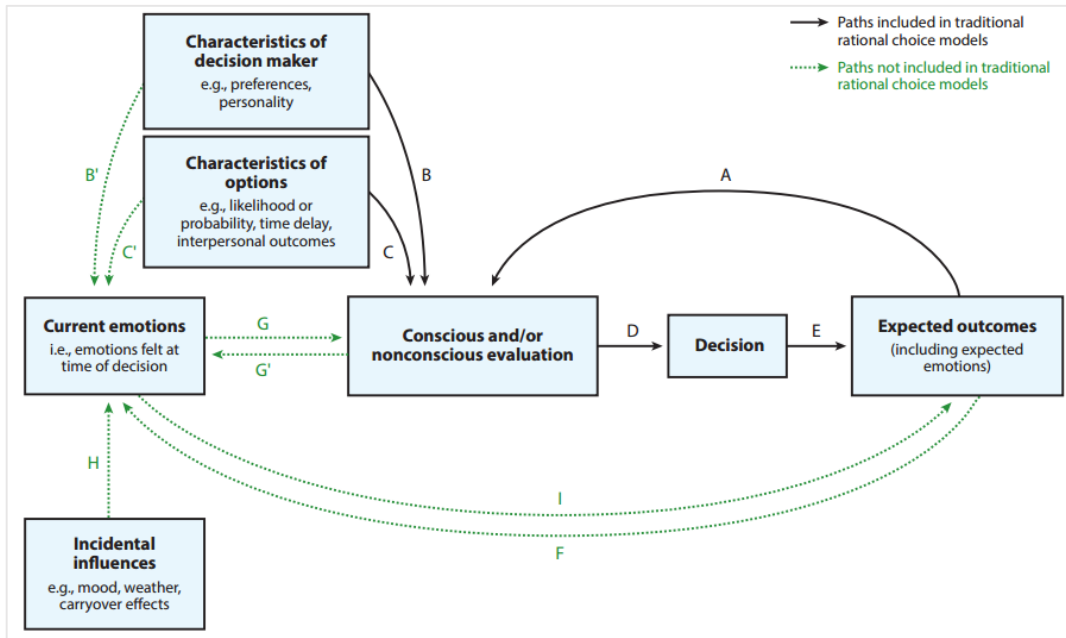 Characteristics of
decision maker
e.g., preferences,
personality
Paths included in traditional
rational choice models
Paths not included in traditional
rational choice models
Characteristics of
options
e.g., likelihood or
probability, time delay,
interpersonal outcomes
B'
B
A
C'
C
Current emotions
i.e., emotions felt at
time of decision
G
G'
Conscious and/or
nonconscious evaluation
D
Decision
E
Expected outcomes
(including expected
emotions)
H
I
F
Incidental
influences
e.g., mood, weather,
carryover effects